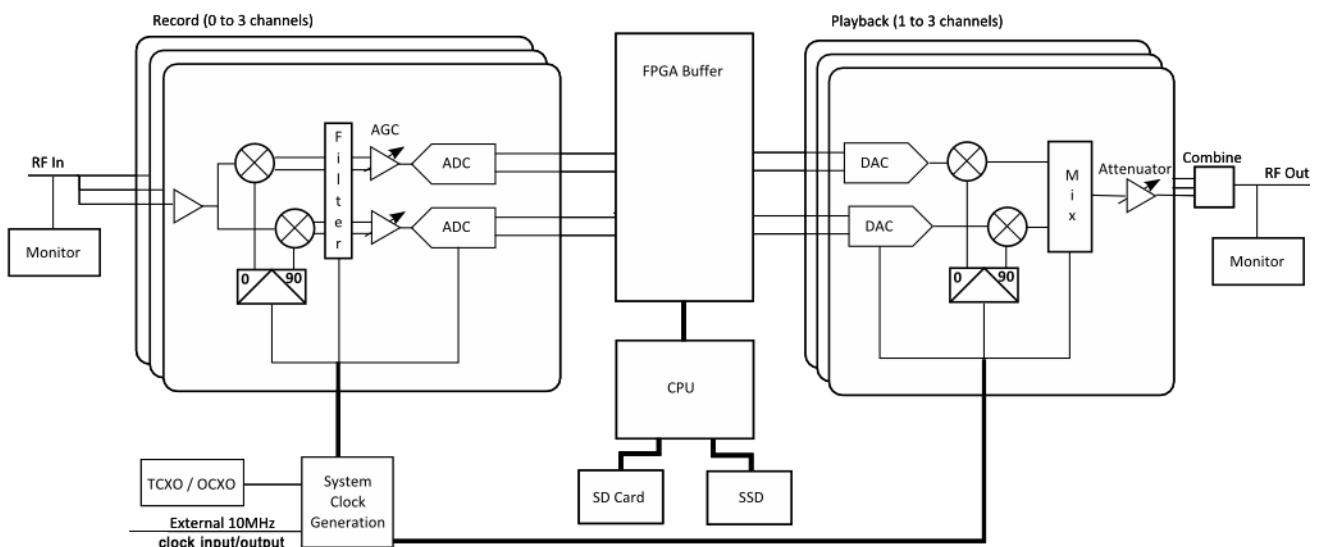 Record (0 to 3 channels)
Playback (1 to 3 channels)
FPGA Buffer
RF In
Monitor
Filter
AGC
ADC
ADC
0
90
DAC
DAC
0
90
Mix
Attenuator
Combine
RF Out
Monitor
CPU
SD Card
SSD
TCXO / OCXO
System
Clock
Generation
External 10MHz
clock input/output